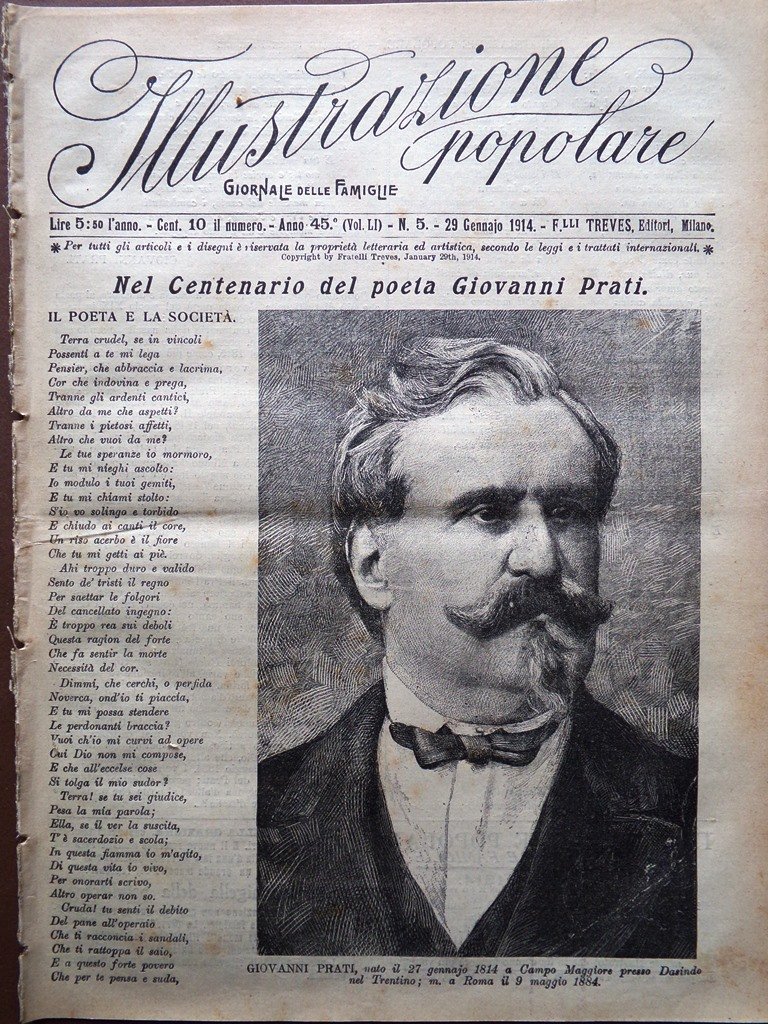 Illustrazione
popolare
GIORNALE DELLE FAMIGLIE
Lire 5:50 l'anno. - Cent. 10 il numero. - Anno 45.º (Vol. LI) - N. 5. - 29 Gennajo 1914. - F.LLI TREVES, Editori, Milano.
* Per tutti gli articoli e i disegni è riservata la proprietà letteraria ed artistica, secondo le leggi e i trattati internazionali. *
Copyright by Fratelli Treves, January 29th, 1914.
Nel Centenario del poeta Giovanni Prati.
IL POETA E LA SOCIETÀ.
Terra crudel, se in vincoli
Possenti a te mi lega
Pensier, che abbraccia e lacrima,
Cor che indovina e prega,
Tranne gli ardenti cantici,
Altro da me che aspetti?
Tranne i pietosi affetti,
Altro che vuoi da me?
Le tue speranze io mormoro,
E tu mi nieghi ascolto:
Io modulo i tuoi gemiti,
E tu mi chiami stolto:
S'io vo solingo e torbido
E chiudo ai canti il core,
Un riso acerbo è il fiore
Che tu mi getti ai piè.
Ahi troppo duro e valido
Sento de' tristi il regno
Per saettar le folgori
Del cancellato ingegno:
È troppo rea sui deboli
Questa ragion del forte
Che fa sentir la morte
Necessità del cor.
Dimmi, che cerchi, o perfida
Noverca, ond'io ti piaccia,
E tu mi possa stendere
Le perdonanti braccia?
Vuoi ch'io mi curvi ad opere
Cui Dio non mi compose,
E che all'eccelse cose
Si tolga il mio sudor?
Terra! se tu sei giudice,
Pesa la mia parola;
Ella, se il ver la suscita,
T'è sacerdozio e scola;
In questa fiamma io m'agito,
Di questa vita io vivo,
Per onorarti scrivo,
Altro operar non so.
Cruda! tu senti il debito
Del pane all'operaio
Che ti racconcia i sandali,
Che ti rattoppa il saio,
E a questo forte povero
Che per te pensa e suda,
GIOVANNI PRATI, nato il 27 gennajo 1814 a Campo Maggiore presso Dasindo
nel Trentino; m. a Roma il 9 maggio 1884.